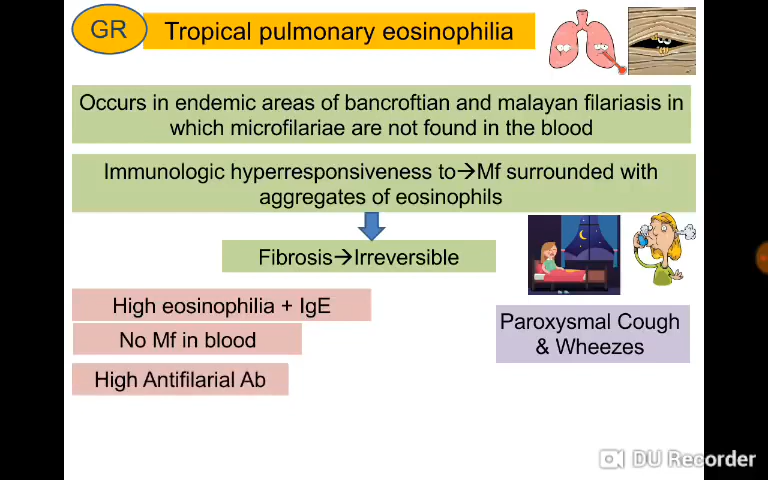 GR
Tropical pulmonary eosinophilia
Occurs in endemic areas of bancroftian and malayan filariasis in
which microfilariae are not found in the blood
Immunologic hyperresponsiveness to→Mf surrounded with
aggregates of eosinophils
Fibrosis→Irreversible
High eosinophilia + IgE
No Mf in blood
High Antifilarial Ab
Paroxysmal Cough
& Wheezes
DU Recorder